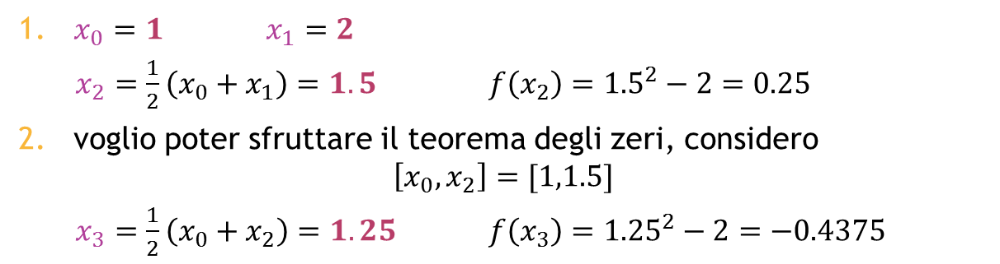 1. x₀ = 1 x₁ = 2
x₂ = ½(x₀ + x₁) = 1.5 f(x₂) = 1.5² − 2 = 0.25
2. voglio poter sfruttare il teorema degli zeri, considero
[x₀, x₂] = [1,1.5]
x₃ = ½(x₀ + x₂) = 1.25 f(x₃) = 1.25² − 2 = −0.4375